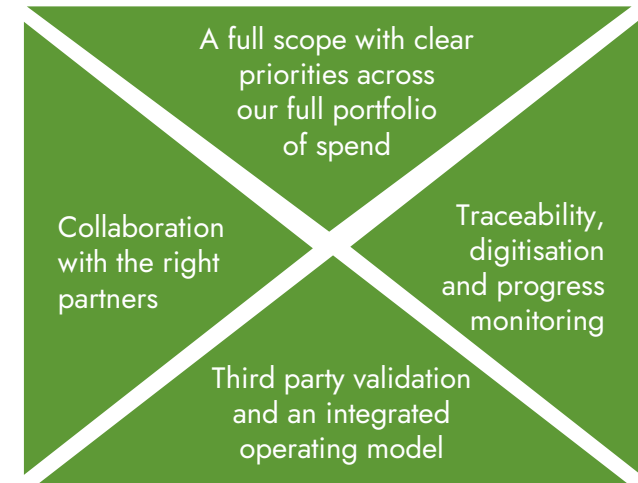 A full scope with clear
priorities across
our full portfolio
of spend
Collaboration
with the right
partners
Traceability,
digitisation
and progress
monitoring
Third party validation
and an integrated
operating model